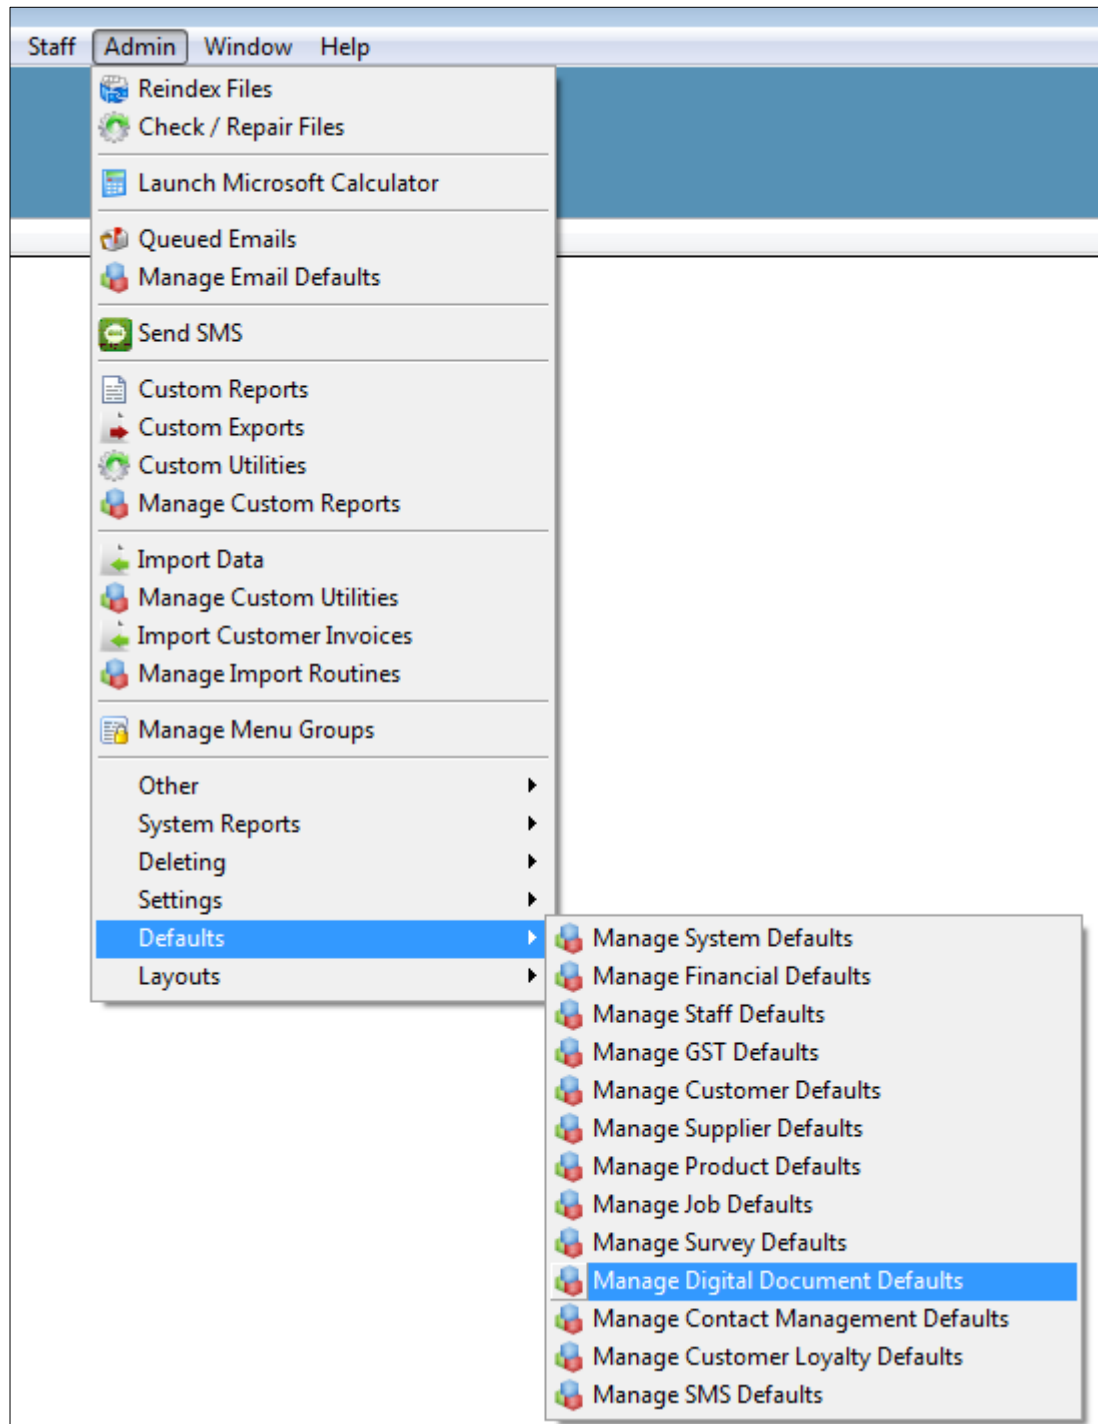 Staff Admin Window Help
Reindex Files
Check / Repair Files
Launch Microsoft Calculator
Queued Emails
Manage Email Defaults
Send SMS
Custom Reports
Custom Exports
Custom Utilities
Manage Custom Reports
Import Data
Manage Custom Utilities
Import Customer Invoices
Manage Import Routines
Manage Menu Groups
Other
System Reports
Deleting
Settings
Defaults
Layouts
Manage System Defaults
Manage Financial Defaults
Manage Staff Defaults
Manage GST Defaults
Manage Customer Defaults
Manage Supplier Defaults
Manage Product Defaults
Manage Job Defaults
Manage Survey Defaults
Manage Digital Document Defaults
Manage Contact Management Defaults
Manage Customer Loyalty Defaults
Manage SMS Defaults